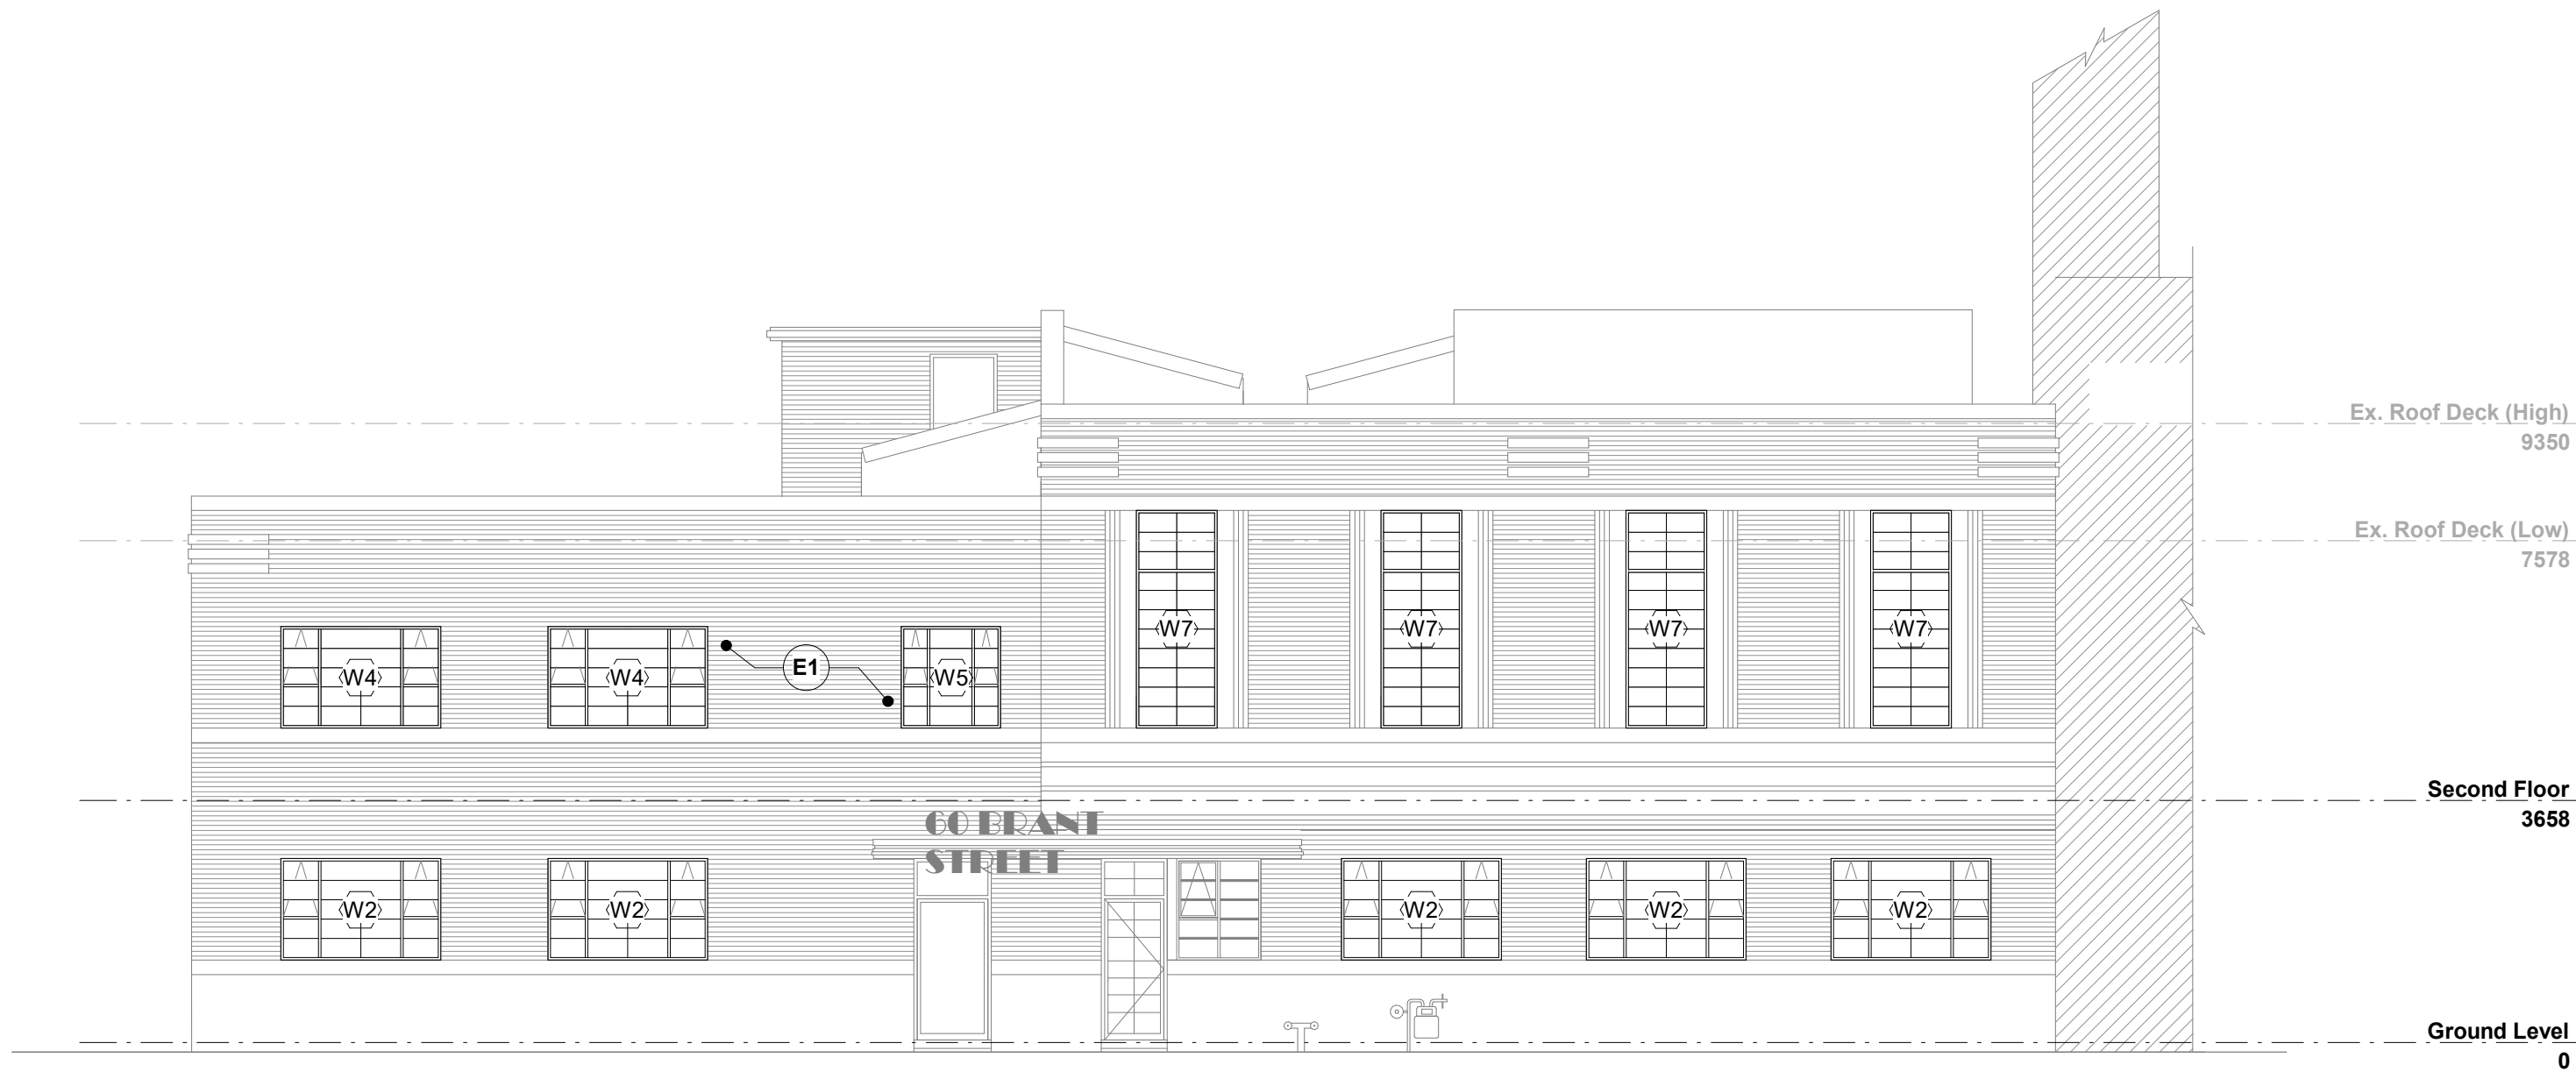 Ex. Roof Deck (High)
9350
Ex. Roof Deck (Low)
7578
W7 W7 W7 W7
W4 W4 E1 W5
Second Floor
3658
60 BRANT
STREET
W2 W2 W2 W2 W2
Ground Level
0